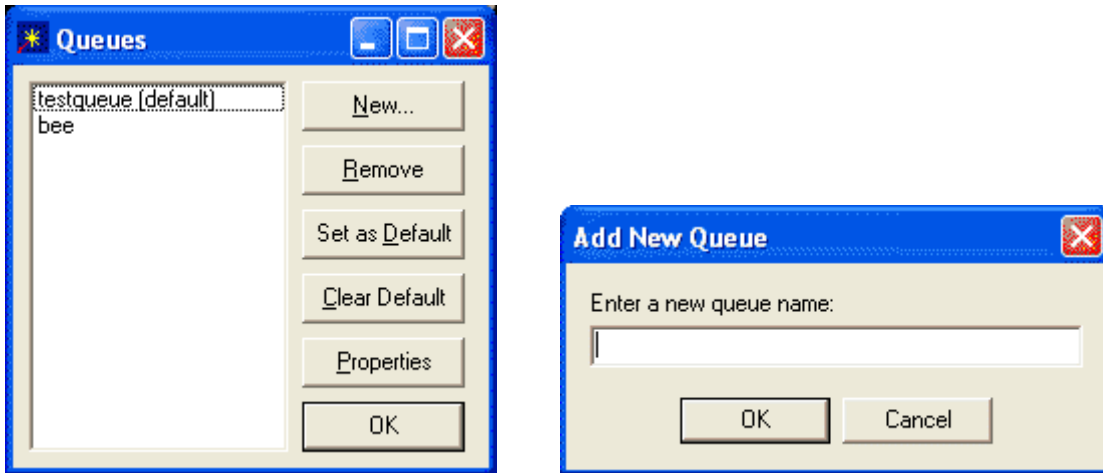 Queues
testqueue (default)
bee
New...
Remove
Set as Default
Clear Default
Properties
OK
Add New Queue
Enter a new queue name:
OK
Cancel